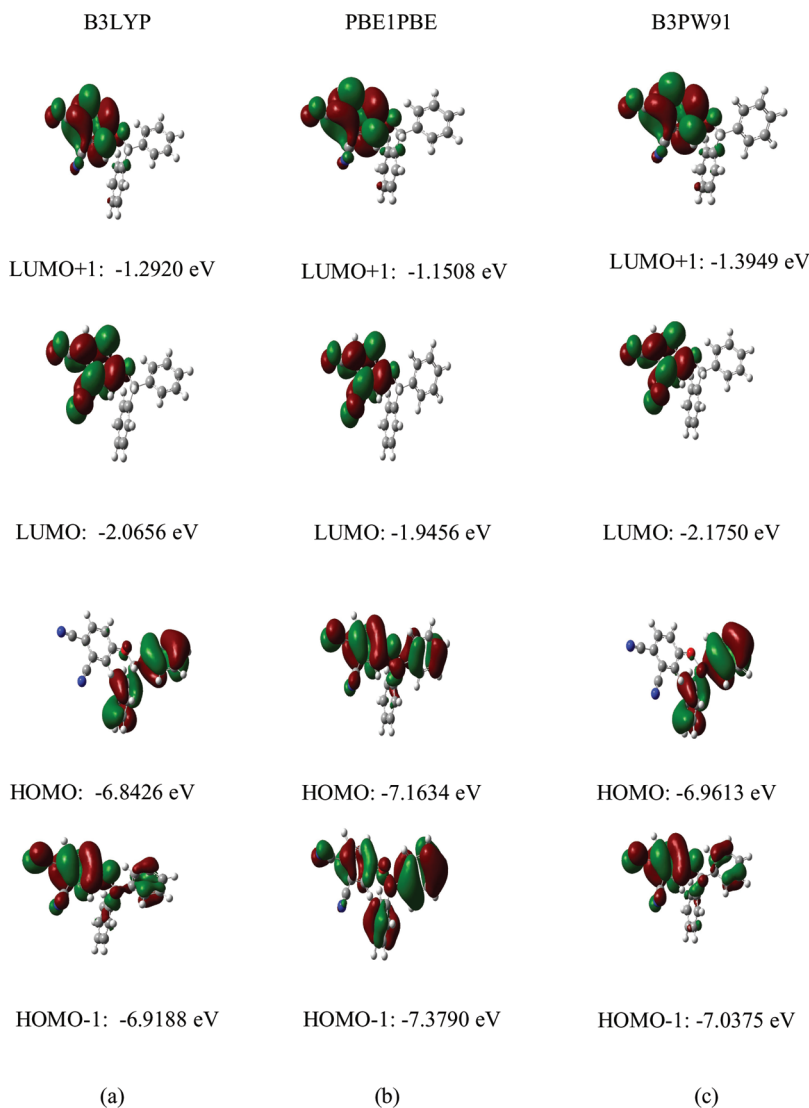 B3LYP PBE1PBE B3PW91
LUMO+1: -1.2920 eV LUMO+1: -1.1508 eV LUMO+1: -1.3949 eV
LUMO: -2.0656 eV LUMO: -1.9456 eV LUMO: -2.1750 eV
HOMO: -6.8426 eV HOMO: -7.1634 eV HOMO: -6.9613 eV
HOMO-1: -6.9188 eV HOMO-1: -7.3790 eV HOMO-1: -7.0375 eV
(a) (b) (c)